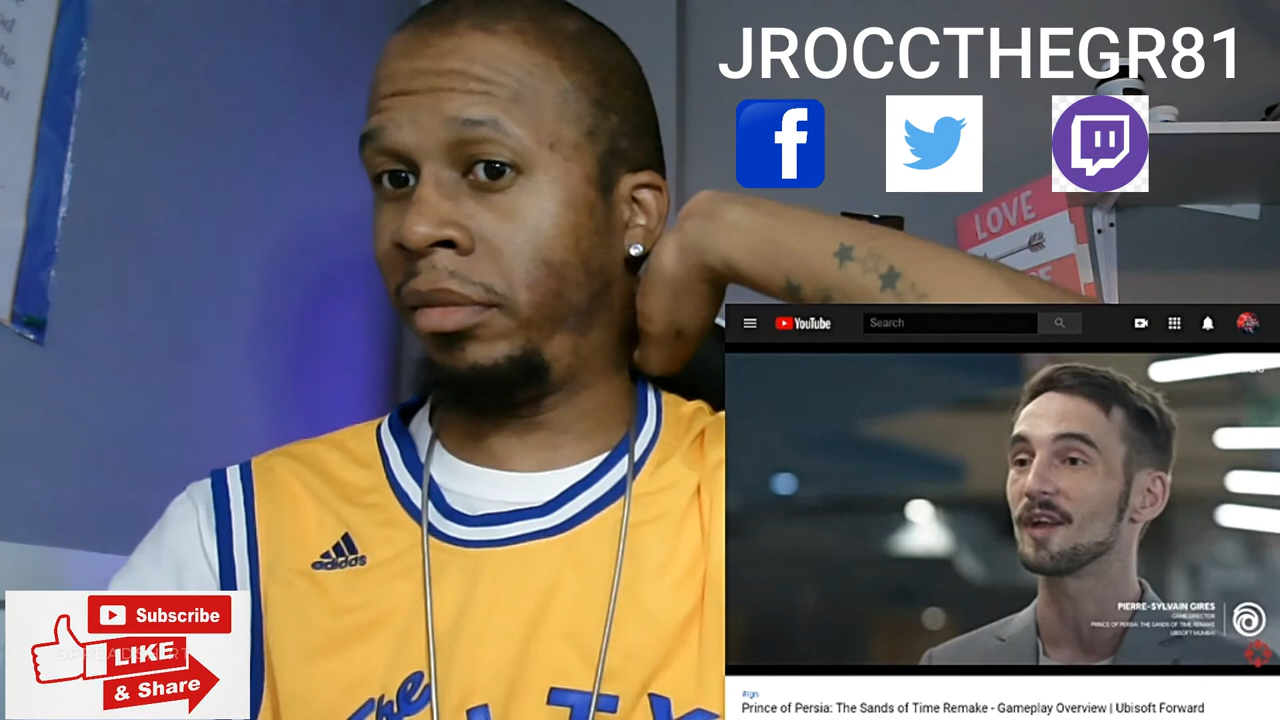 JROCCTHEGR81
LOVE
YouTube
Search
adidas
PIERRE-SYLVAIN GIRES
GAME DIRECTOR
PRINCE OF PERSIA: THE SANDS OF TIME REMAKE
UBISOFT MUMBAI
Subscribe
LIKE
& Share
The
#ign
Prince of Persia: The Sands of Time Remake - Gameplay Overview | Ubisoft Forward